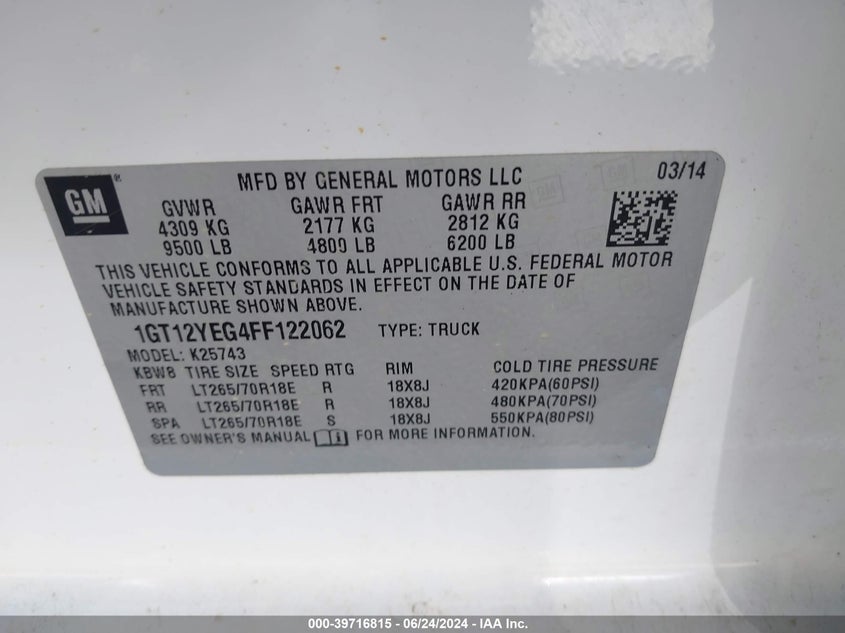 GM ®
MFD BY GENERAL MOTORS LLC 03/14
GVWR GAWR FRT GAWR RR
4309 KG 2177 KG 2812 KG
9500 LB 4800 LB 6200 LB
THIS VEHICLE CONFORMS TO ALL APPLICABLE U.S. FEDERAL MOTOR
VEHICLE SAFETY STANDARDS IN EFFECT ON THE DATE OF
MANUFACTURE SHOWN ABOVE.
1GT12YEG4FF122062 TYPE: TRUCK
MODEL: K25743
KBW8 TIRE SIZE SPEED RTG RIM COLD TIRE PRESSURE
FRT LT265/70R18E R 18X8J 420KPA(60PSI)
RR LT265/70R18E R 18X8J 480KPA(70PSI)
SPA LT265/70R18E S 18X8J 550KPA(80PSI)
SEE OWNER'S MANUAL FOR MORE INFORMATION.
000-39716815 - 06/24/2024 - IAA Inc.